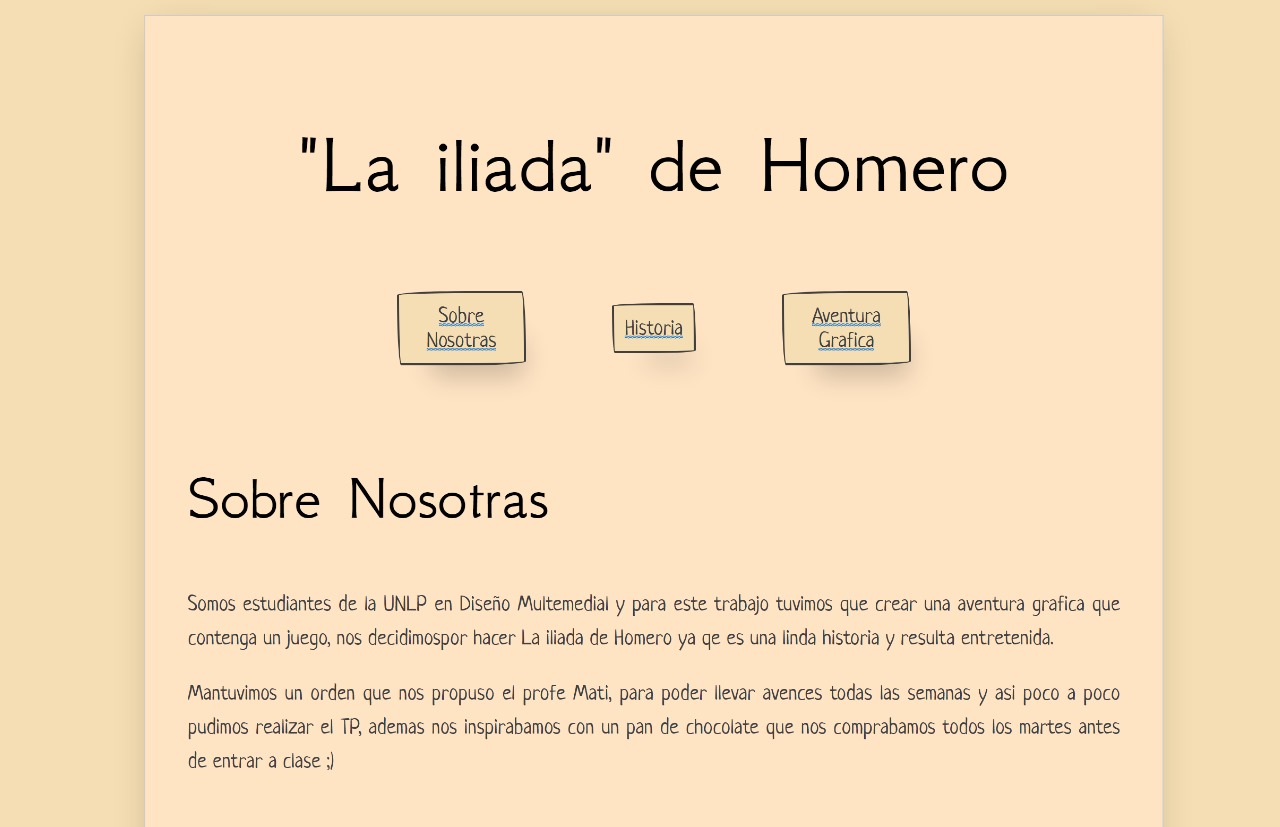 "La iliada" de Homero
Sobre
Nosotras
Historia
Aventura
Grafica
Sobre Nosotras
Somos estudiantes de la UNLP en Diseño Multemedial y para este trabajo tuvimos que crear una aventura grafica que
contenga un juego, nos decidimospor hacer La iliada de Homero ya qe es una linda historia y resulta entretenida.
Mantuvimos un orden que nos propuso el profe Mati, para poder llevar avences todas las semanas y asi poco a poco
pudimos realizar el TP, ademas nos inspirabamos con un pan de chocolate que nos comprabamos todos los martes antes
de entrar a clase ;)